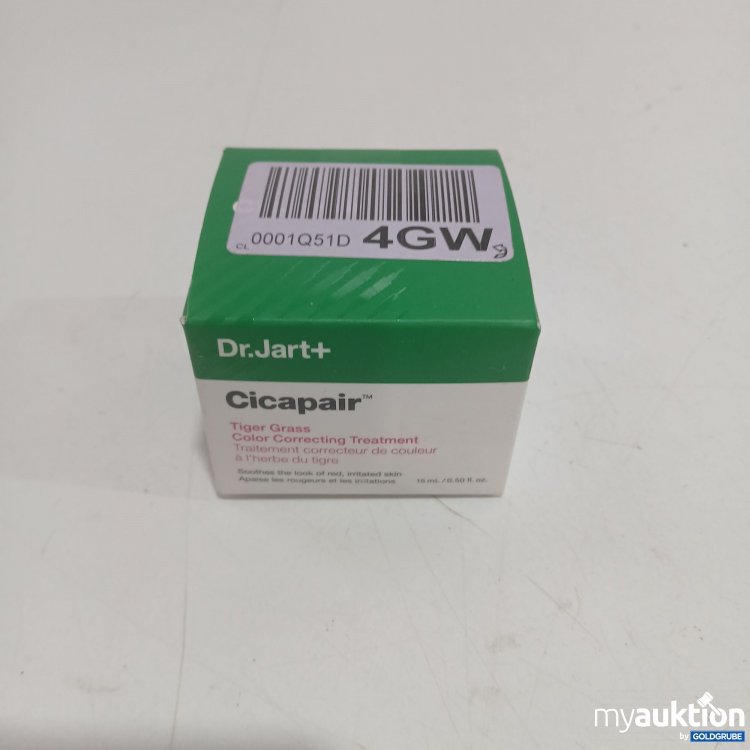 CL 0001Q51D 4GW
Dr.Jart+
Cicapair™
Tiger Grass
Color Correcting Treatment
Traitement correcteur de couleur
à l'herbe du tigre
Soothes the look of red, irritated skin
Apaise les rougeurs et les irritations 15 mL / 0.50 fl. oz.
myauktion
by GOLDGRUBE